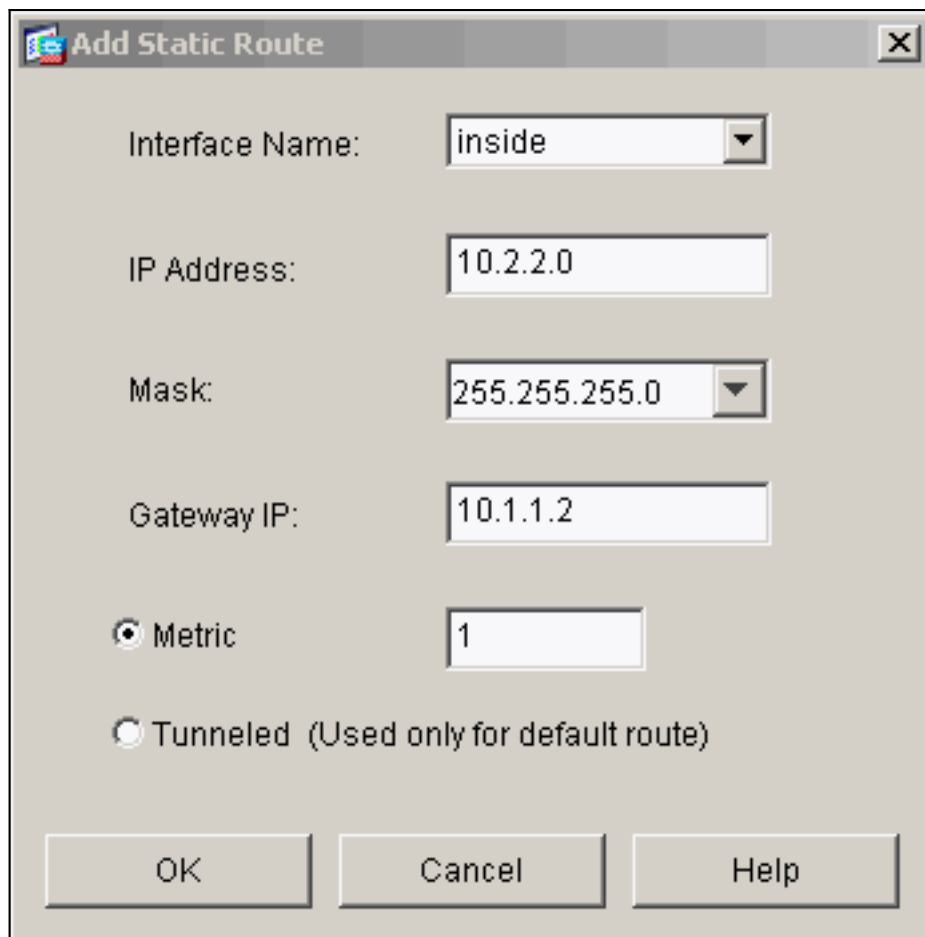 Add Static Route
Interface Name: inside
IP Address: 10.2.2.0
Mask: 255.255.255.0
Gateway IP: 10.1.1.2
Metric 1
Tunneled (Used only for default route)
OK Cancel Help